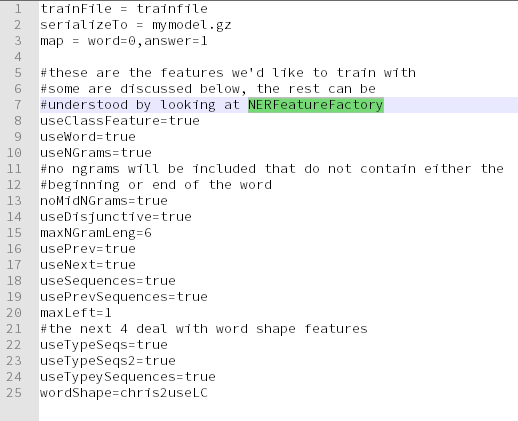 1 trainFile = trainfile
2 serializeTo = mymodel.gz
3 map = word=0,answer=1
4
5 #these are the features we'd like to train with
6 #some are discussed below, the rest can be
7 #understood by looking at NERFeatureFactory
8 useClassFeature=true
9 useWord=true
10 useNGrams=true
11 #no ngrams will be included that do not contain either the
12 #beginning or end of the word
13 noMidNGrams=true
14 useDisjunctive=true
15 maxNGramLeng=6
16 usePrev=true
17 useNext=true
18 useSequences=true
19 usePrevSequences=true
20 maxLeft=1
21 #the next 4 deal with word shape features
22 useTypeSeqs=true
23 useTypeSeqs2=true
24 useTypeySequences=true
25 wordShape=chris2useLC